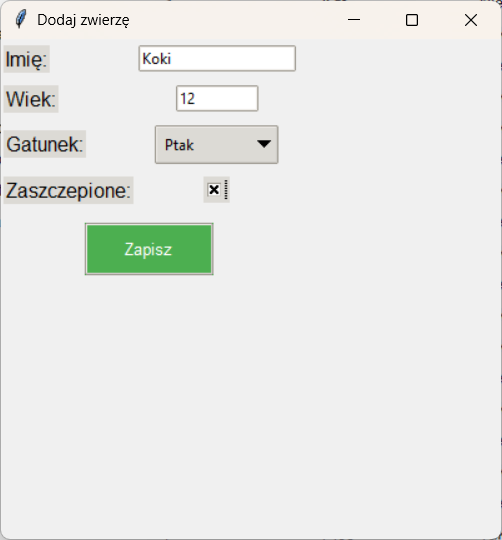 Dodaj zwierzę
Imię: Koki
Wiek: 12
Gatunek: Ptak
Zaszczepione:
Zapisz